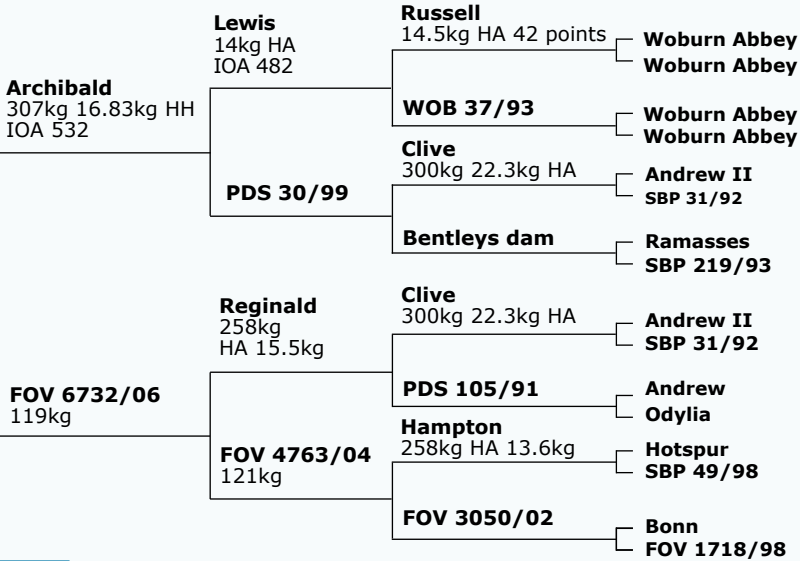 Archibald
307kg 16.83kg HH
IOA 532
Lewis
14kg HA
IOA 482
Russell
14.5kg HA 42 points
Woburn Abbey
Woburn Abbey
WOB 37/93
Woburn Abbey
Woburn Abbey
PDS 30/99
Clive
300kg 22.3kg HA
Andrew II
SBP 31/92
Bentleys dam
Ramasses
SBP 219/93
FOV 6732/06
119kg
Reginald
258kg
HA 15.5kg
Clive
300kg 22.3kg HA
Andrew II
SBP 31/92
PDS 105/91
Andrew
Odylia
FOV 4763/04
121kg
Hampton
258kg HA 13.6kg
Hotspur
SBP 49/98
FOV 3050/02
Bonn
FOV 1718/98